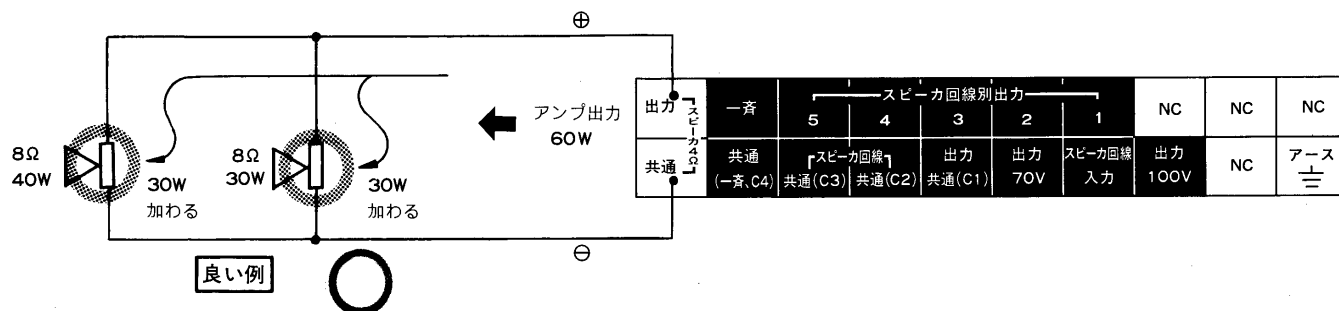 ⊕
アンプ出力
60W
8Ω
40W
30W
加わる
8Ω
30W
30W
加わる
⊖
良い例
出力
共通
スピーカ4Ω
一斉
スピーカ回線別出力
5
4
3
2
1
NC
NC
NC
共通
(一斉、C4)
スピーカ回線
共通(C3)
共通(C2)
出力
共通(C1)
出力
70V
スピーカ回線
入力
出力
100V
NC
アース